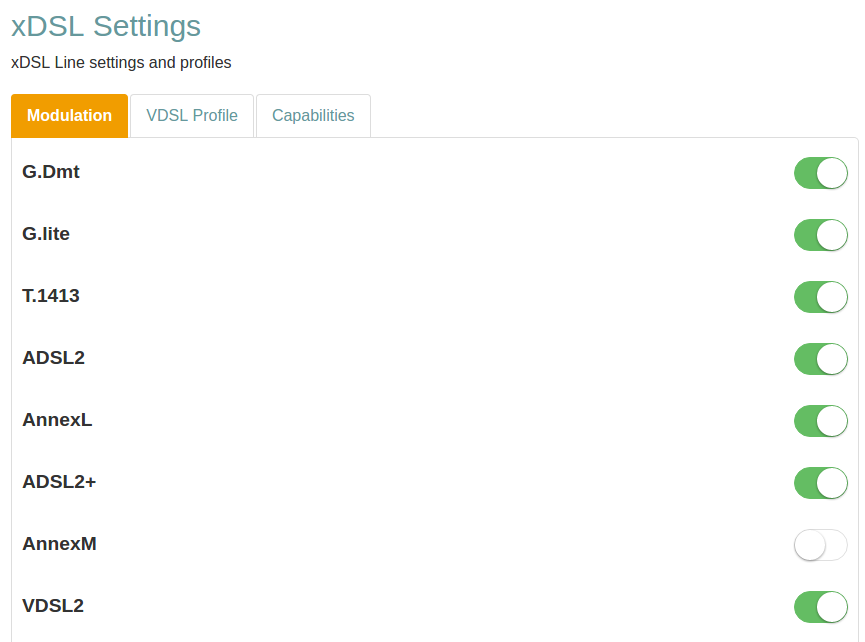 xDSL Settings
xDSL Line settings and profiles
Modulation
VDSL Profile
Capabilities
G.Dmt
G.lite
T.1413
ADSL2
AnnexL
ADSL2+
AnnexM
VDSL2